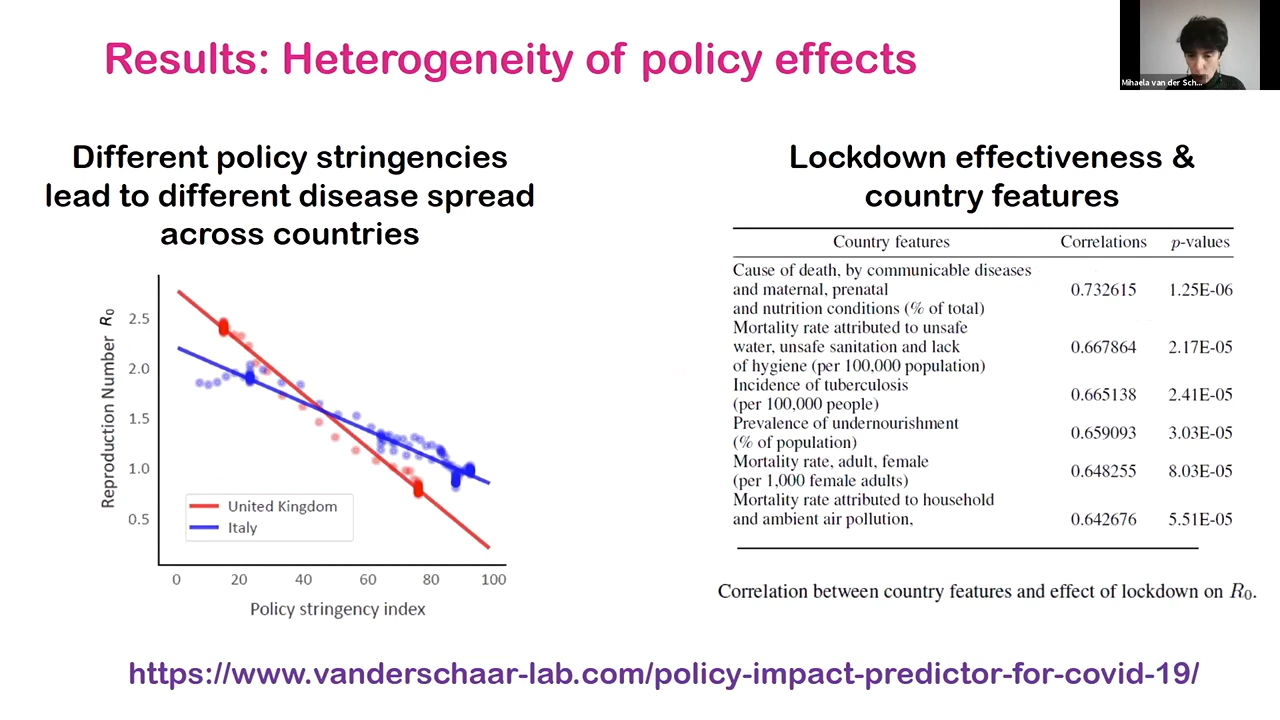 Results: Heterogeneity of policy effects
Mihaela van der Sch...
Different policy stringencies
lead to different disease spread
across countries
Reproduction Number R0
2.5
2.0
1.5
1.0
0.5
United Kingdom
Italy
0 20 40 60 80 100
Policy stringency index
Lockdown effectiveness &
country features
Country features Correlations p-values
Cause of death, by communicable diseases
and maternal, prenatal
and nutrition conditions (% of total) 0.732615 1.25E-06
Mortality rate attributed to unsafe
water, unsafe sanitation and lack
of hygiene (per 100,000 population) 0.667864 2.17E-05
Incidence of tuberculosis
(per 100,000 people) 0.665138 2.41E-05
Prevalence of undernourishment
(% of population) 0.659093 3.03E-05
Mortality rate, adult, female
(per 1,000 female adults) 0.648255 8.03E-05
Mortality rate attributed to household
and ambient air pollution, 0.642676 5.51E-05
Correlation between country features and effect of lockdown on R0.
https://www.vanderschaar-lab.com/policy-impact-predictor-for-covid-19/